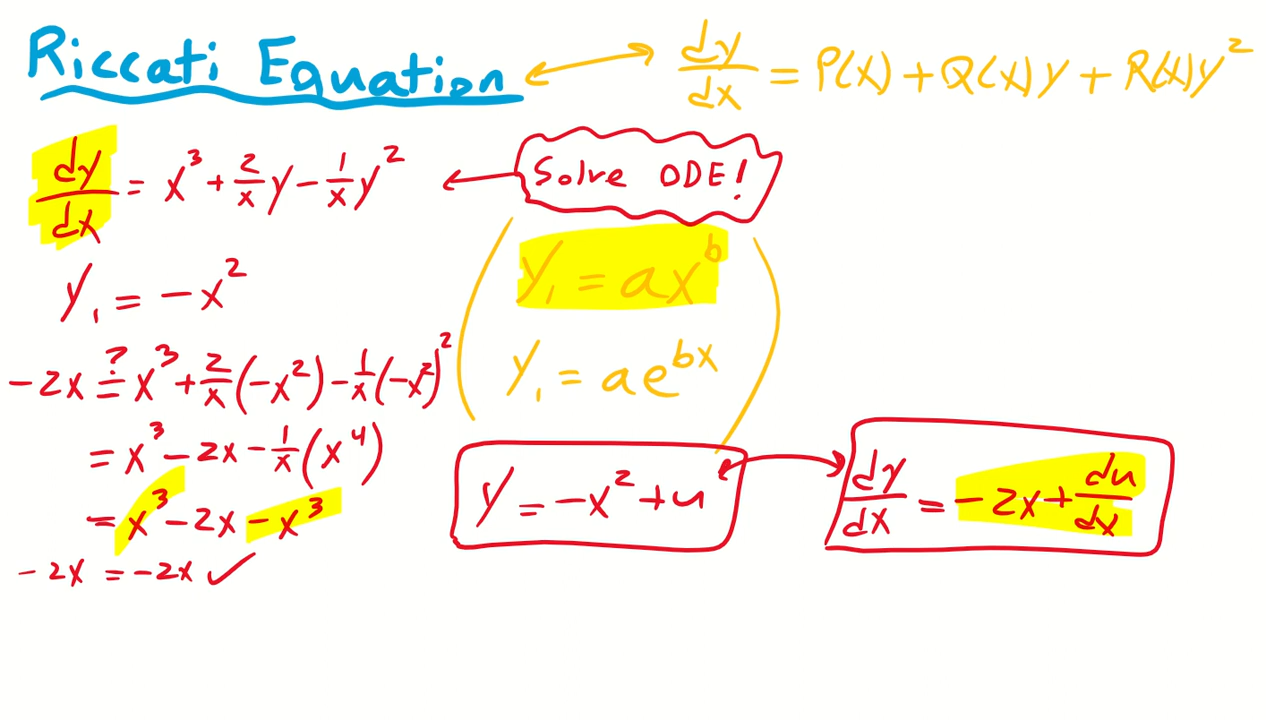 Riccati Equation ↔ dy/dx = P(x) + Q(x)y + R(x)y²
dy/dx = x³ + 2/x y - 1/x y² ← Solve ODE!
y₁ = -x²
y₁ = ax^b
y₁ = ae^(bx)
-2x ≟ x³ + 2/x(-x²) - 1/x(-x²)²
= x³ - 2x - 1/x(x⁴)
= x³ - 2x - x³
-2x = -2x ✓
y = -x² + u ↔ dy/dx = -2x + du/dx